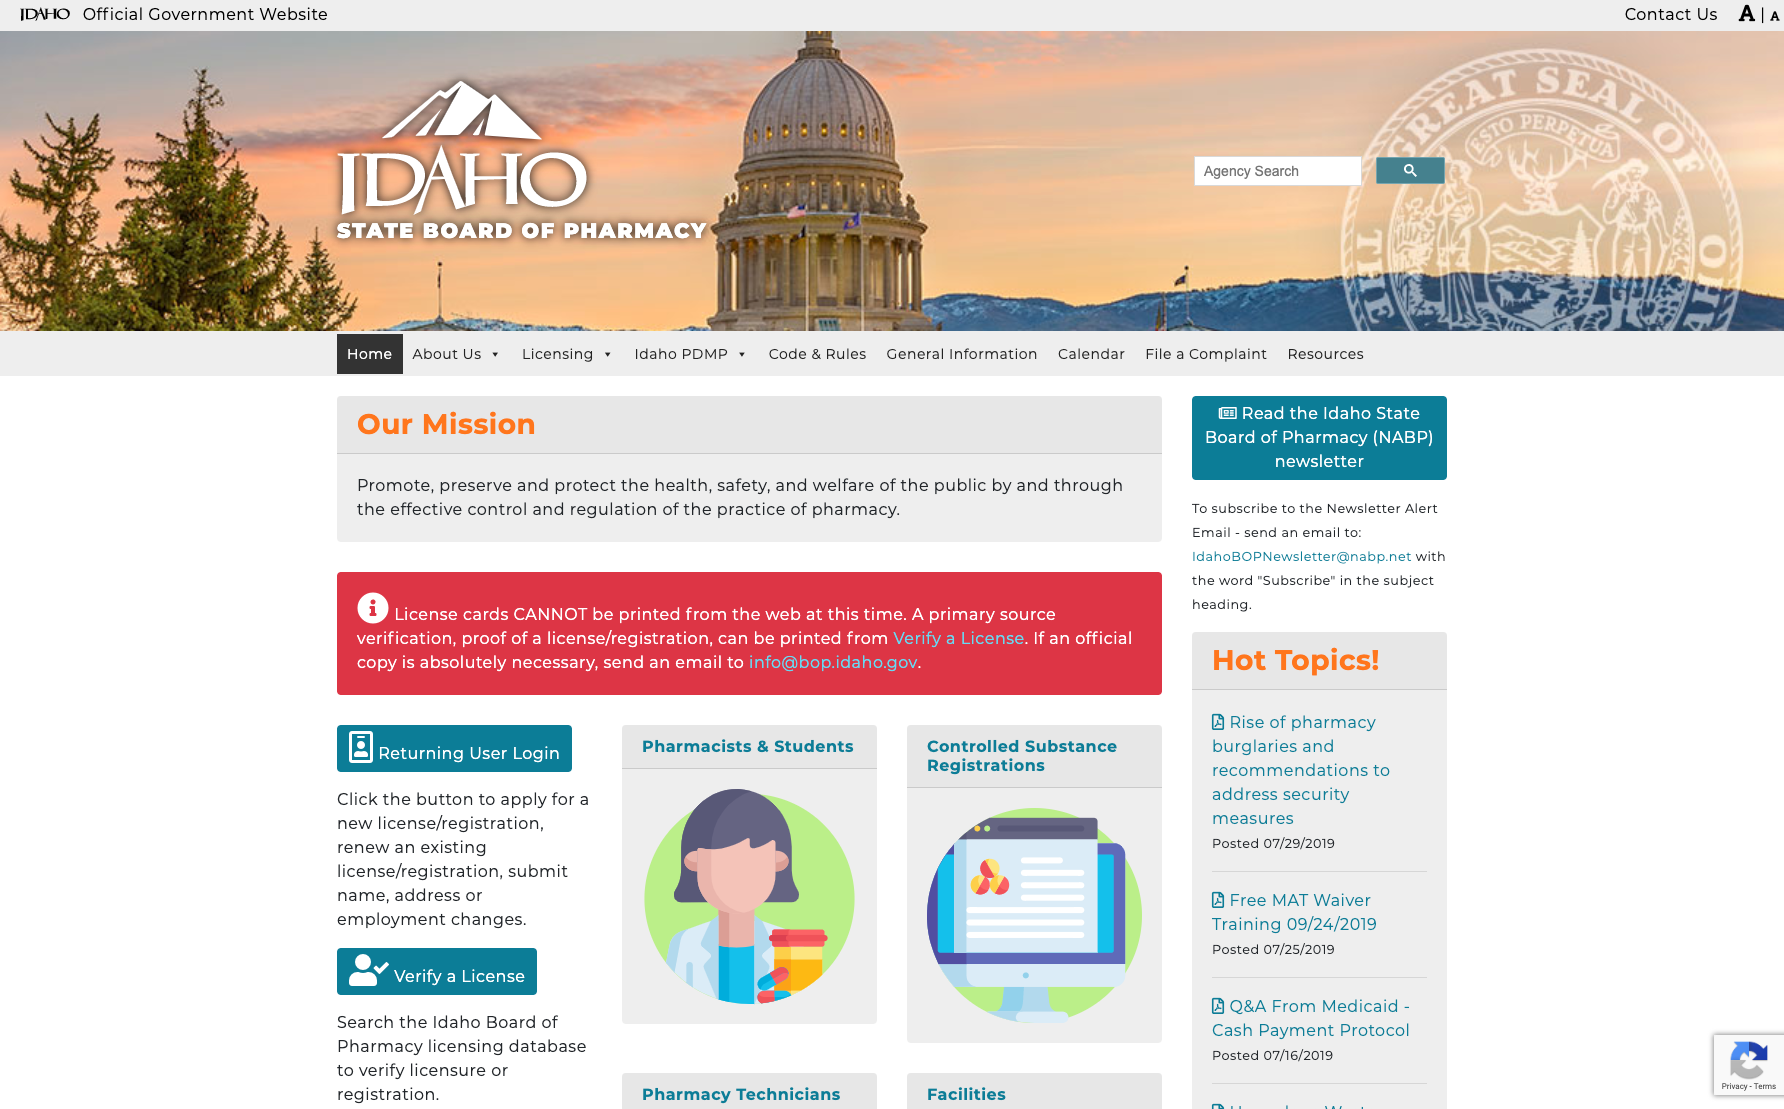 IDAHO Official Government Website
Contact Us A | A
IDAHO
STATE BOARD OF PHARMACY
Agency Search
GREAT SEAL OF
ESTO PERPETUA
Home About Us Licensing Idaho PDMP Code & Rules General Information Calendar File a Complaint Resources
Our Mission
Promote, preserve and protect the health, safety, and welfare of the public by and through
the effective control and regulation of the practice of pharmacy.
License cards CANNOT be printed from the web at this time. A primary source
verification, proof of a license/registration, can be printed from Verify a License. If an official
copy is absolutely necessary, send an email to info@bop.idaho.gov.
Returning User Login
Click the button to apply for a
new license/registration,
renew an existing
license/registration, submit
name, address or
employment changes.
Verify a License
Search the Idaho Board of
Pharmacy licensing database
to verify licensure or
registration.
Pharmacists & Students
Controlled Substance
Registrations
Pharmacy Technicians
Facilities
Read the Idaho State
Board of Pharmacy (NABP)
newsletter
To subscribe to the Newsletter Alert
Email - send an email to:
IdahoBOPNewsletter@nabp.net with
the word "Subscribe" in the subject
heading.
Hot Topics!
Rise of pharmacy
burglaries and
recommendations to
address security
measures
Posted 07/29/2019
Free MAT Waiver
Training 09/24/2019
Posted 07/25/2019
Q&A From Medicaid -
Cash Payment Protocol
Posted 07/16/2019
Privacy - Terms